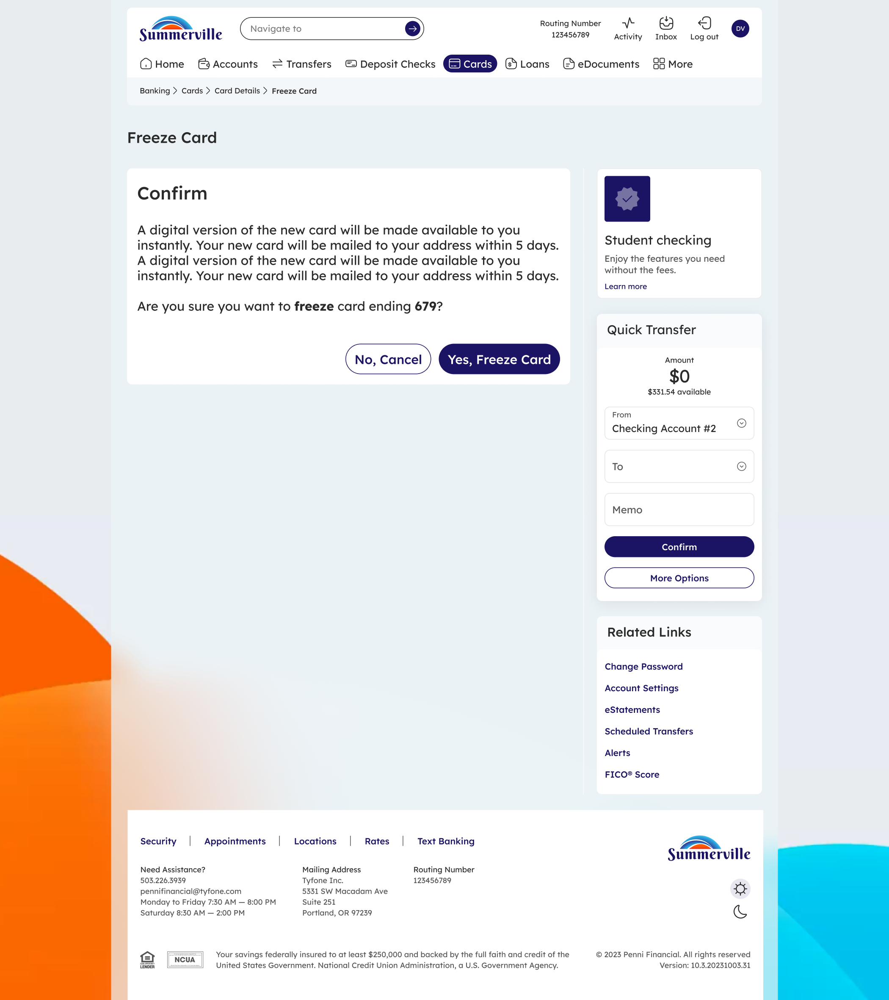 Summerville
Navigate to
Routing Number
123456789
Activity
Inbox
Log out
DV
Home
Accounts
Transfers
Deposit Checks
Cards
Loans
eDocuments
More
Banking
Cards
Card Details
Freeze Card
Freeze Card
Confirm
A digital version of the new card will be made available to you
instantly. Your new card will be mailed to your address within 5 days.
A digital version of the new card will be made available to you
instantly. Your new card will be mailed to your address within 5 days.
Are you sure you want to freeze card ending 679?
No, Cancel
Yes, Freeze Card
Student checking
Enjoy the features you need
without the fees.
Learn more
Quick Transfer
Amount
$0
$331.54 available
From
Checking Account #2
To
Memo
Confirm
More Options
Related Links
Change Password
Account Settings
eStatements
Scheduled Transfers
Alerts
FICO® Score
Security
Appointments
Locations
Rates
Text Banking
Summerville
Need Assistance?
503.226.3939
pennifinancial@tyfone.com
Monday to Friday 7:30 AM — 8:00 PM
Saturday 8:30 AM — 2:00 PM
Mailing Address
Tyfone Inc.
5331 SW Macadam Ave
Suite 251
Portland, OR 97239
Routing Number
123456789
LENDER
NCUA
Your savings federally insured to at least $250,000 and backed by the full faith and credit of the
United States Government. National Credit Union Administration, a U.S. Government Agency.
© 2023 Penni Financial. All rights reserved
Version: 10.3.20231003.31